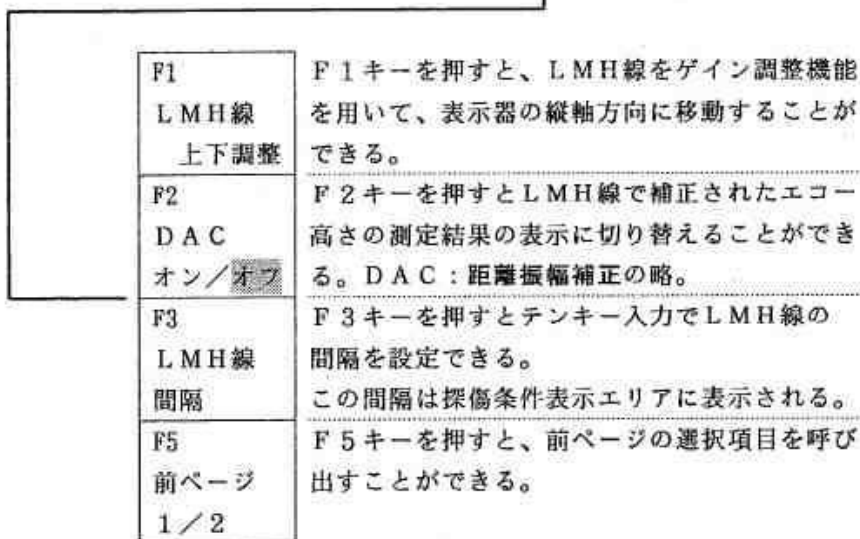 F1
LMH線
上下調整
F1キーを押すと、LMH線をゲイン調整機能
を用いて、表示器の縦軸方向に移動することが
できる。
F2
DAC
オン/オフ
F2キーを押すとLMH線で補正されたエコー
高さの測定結果の表示に切り替えることができ
る。DAC:距離振幅補正の略。
F3
LMH線
間隔
F3キーを押すとテンキー入力でLMH線の
間隔を設定できる。
この間隔は探傷条件表示エリアに表示される。
F5
前ページ
1/2
F5キーを押すと、前ページの選択項目を呼び
出すことができる。